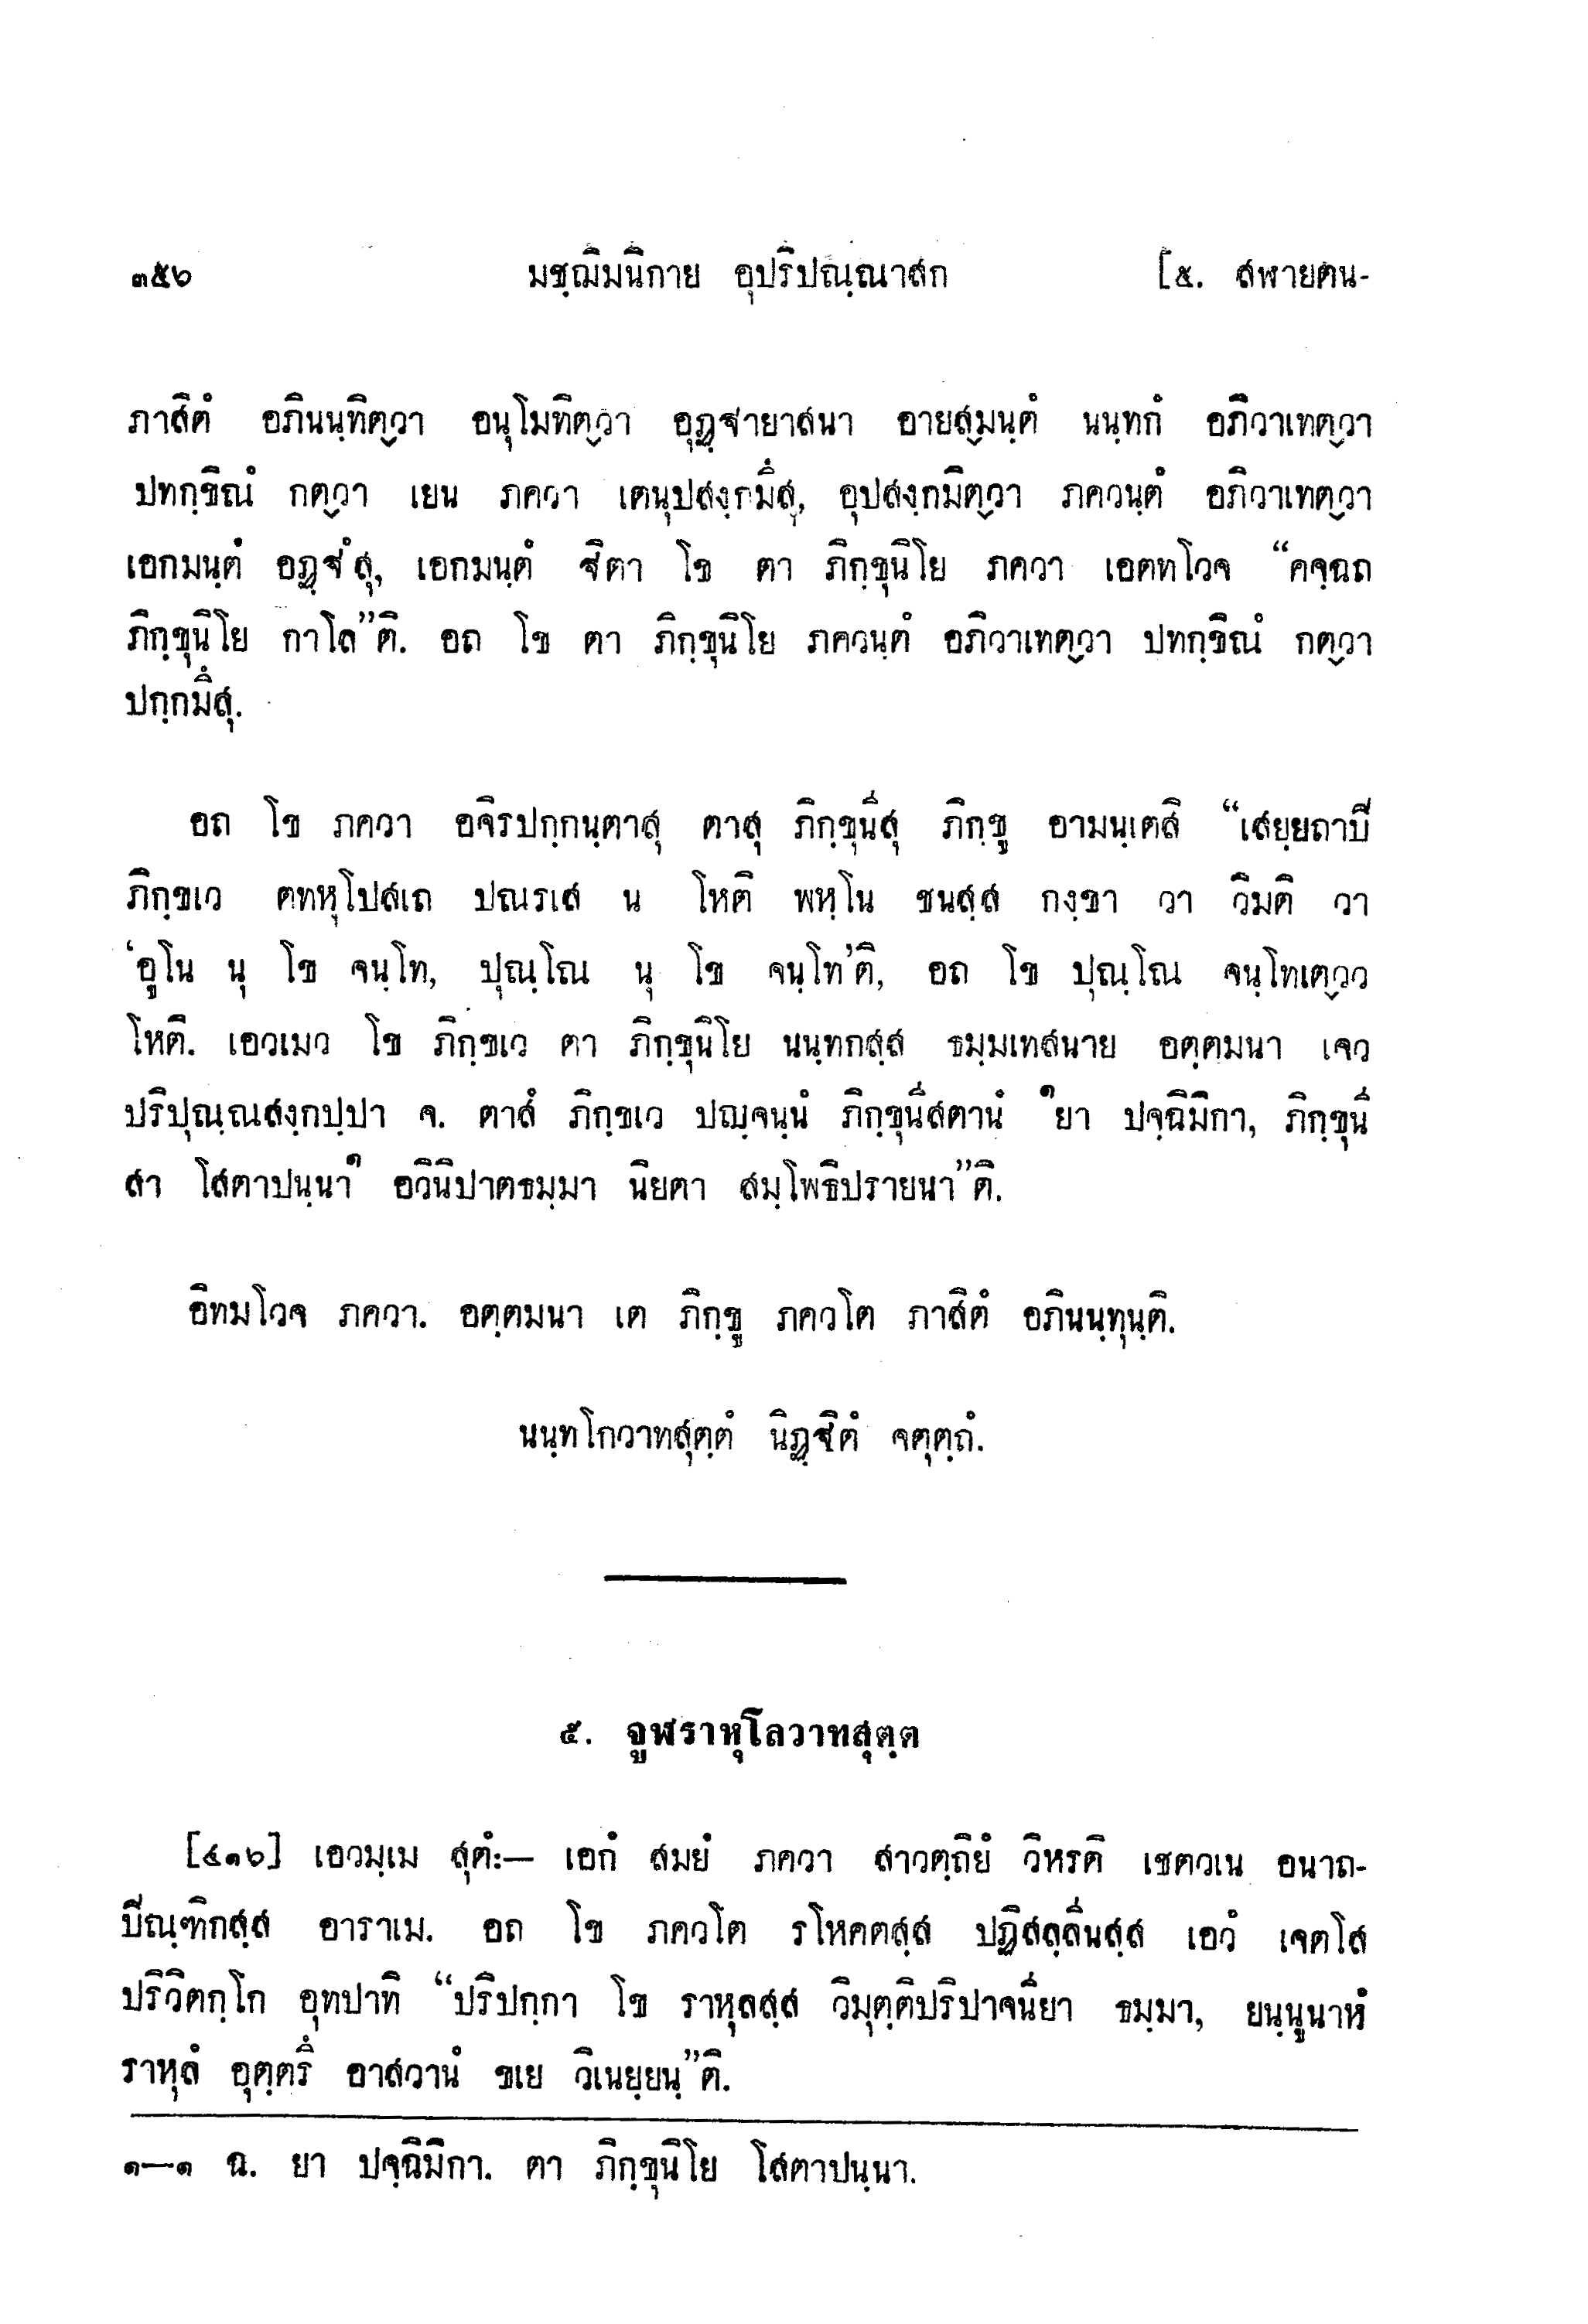 ๓๕๖ มชฺฌิมนิกาย อุปริปณฺณาสก [๕. สฬายตน-
ภาสิตํ อภินนฺทิตฺวา อนุโมทิตฺวา อุฏฺฐายาสนา อายสฺมนฺตํ นนฺทกํ อภิวาเทตฺวา
ปทกฺขิณํ กตฺวา เยน ภควา เตนุปสงฺกมึสุ, อุปสงฺกมิตฺวา ภควนฺตํ อภิวาเทตฺวา
เอกมนฺตํ อฏฺฐํสุ, เอกมนฺตํ ฐิตา โข ตา ภิกฺขุนิโย ภควา เอตทโวจ “คจฺฉถ
ภิกฺขุนิโย กาโล”ติ. อถ โข ตา ภิกฺขุนิโย ภควนฺตํ อภิวาเทตฺวา ปทกฺขิณํ กตฺวา
ปกฺกมึสุ.
อถ โข ภควา อจิรปกฺกนฺตาสุ ตาสุ ภิกฺขุนีสุ ภิกฺขู อามนฺเตสิ “เสยฺยถาปิ
ภิกฺขเว ตทหุโปสเถ ปณรเส น โหติ พหุโน ชนสฺส กงฺขา วา วิมติ วา
‘อูโน นุ โข จนฺโท, ปุณฺโณ นุ โข จนฺโท’ติ, อถ โข ปุณฺโณ จนฺโทเตฺวว
โหติ. เอวเมว โข ภิกฺขเว ตา ภิกฺขุนิโย นนฺทกสฺส ธมฺมเทสนาย อตฺตมนา เจว
ปริปุณฺณสงฺกปฺปา จ. ตาสํ ภิกฺขเว ปญฺจนฺนํ ภิกฺขุนีสตานํ ๑ยา ปจฺฉิมิกา, ภิกฺขุนี
สา โสตาปนฺนา๑ อวินิปาตธมฺมา นิยตา สมฺโพธิปรายนา”ติ.
อิทมโวจ ภควา. อตฺตมนา เต ภิกฺขู ภควโต ภาสิตํ อภินนฺทุนฺติ.
นนฺทโกวาทสุตฺตํ นิฏฺฐิตํ จตุตฺถํ.
๕. จูฬราหุโลวาทสุตฺต
[๔๑๖] เอวมฺเม สุตํ:— เอกํ สมยํ ภควา สาวตฺถิยํ วิหรติ เชตวเน อนาถ-
ปิณฺฑิกสฺส อาราเม. อถ โข ภควโต รโหคตสฺส ปฏิสลฺลีนสฺส เอวํ เจตโส
ปริวิตกฺโก อุทปาทิ “ปริปกฺกา โข ราหุลสฺส วิมุตฺติปริปาจนียา ธมฺมา, ยนฺนูนาหํ
ราหุลํ อุตฺตรึ อาสวานํ ขเย วิเนยฺยนฺ”ติ.
๑—๑ ฉ. ยา ปจฺฉิมิกา. ตา ภิกฺขุนิโย โสตาปนฺนา.